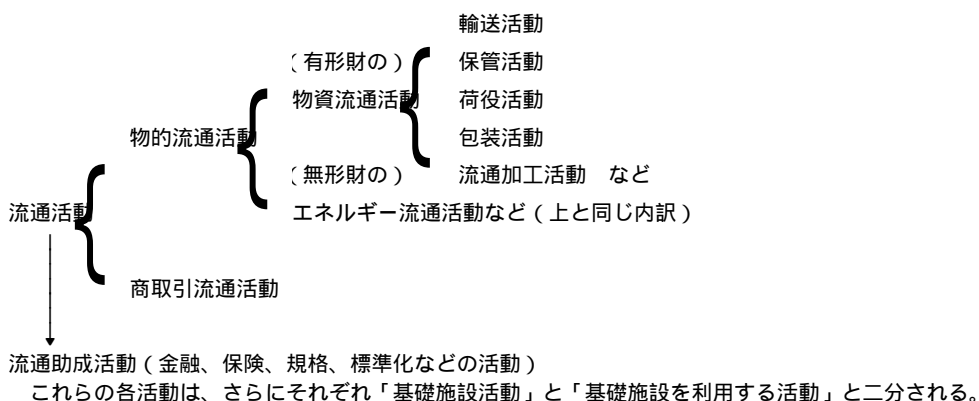 輸送活動
(有形財の) 保管活動
物資流通活動 荷役活動
物的流通活動 包装活動
(無形財の) 流通加工活動 など
流通活動 エネルギー流通活動など(上と同じ内訳)
商取引流通活動
流通助成活動(金融、保険、規格、標準化などの活動)
これらの各活動は、さらにそれぞれ「基礎施設活動」と「基礎施設を利用する活動」と二分される。